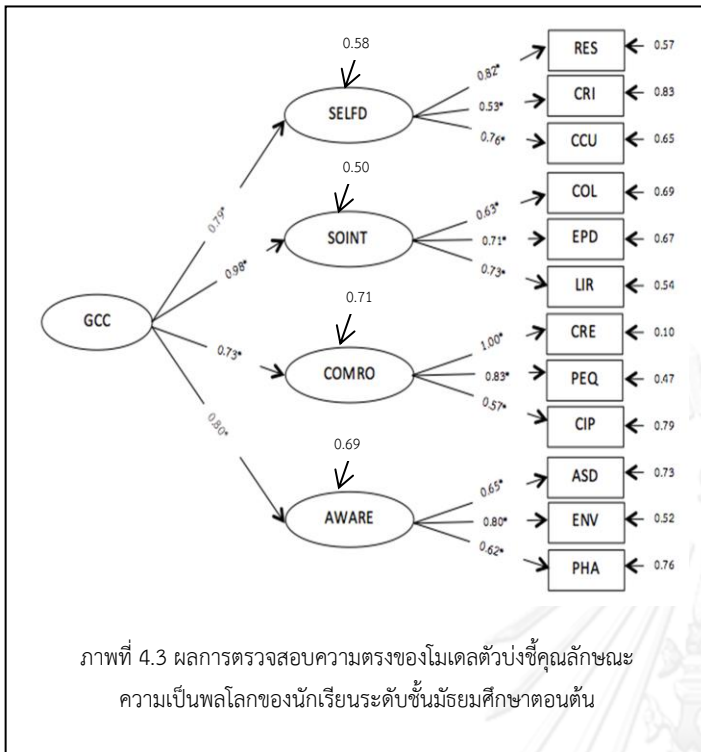 0.58
RES 0.57
0.82*
SELFD 0.53* CRI 0.83
0.76*
CCU 0.65
0.50
COL 0.69
0.79*
0.63*
SOINT 0.71* EPD 0.67
0.73*
0.98*
LIR 0.54
GCC
0.71
CRE 0.10
0.73*
1.00*
COMRO 0.83* PEQ 0.47
0.57*
CIP 0.79
0.80*
0.69
ASD 0.73
0.65*
AWARE 0.80* ENV 0.52
0.62*
PHA 0.76
ภาพที่ 4.3 ผลการตรวจสอบความตรงของโมเดลตัวบ่งชี้คุณลักษณะ
ความเป็นพลโลกของนักเรียนระดับชั้นมัธยมศึกษาตอนต้น